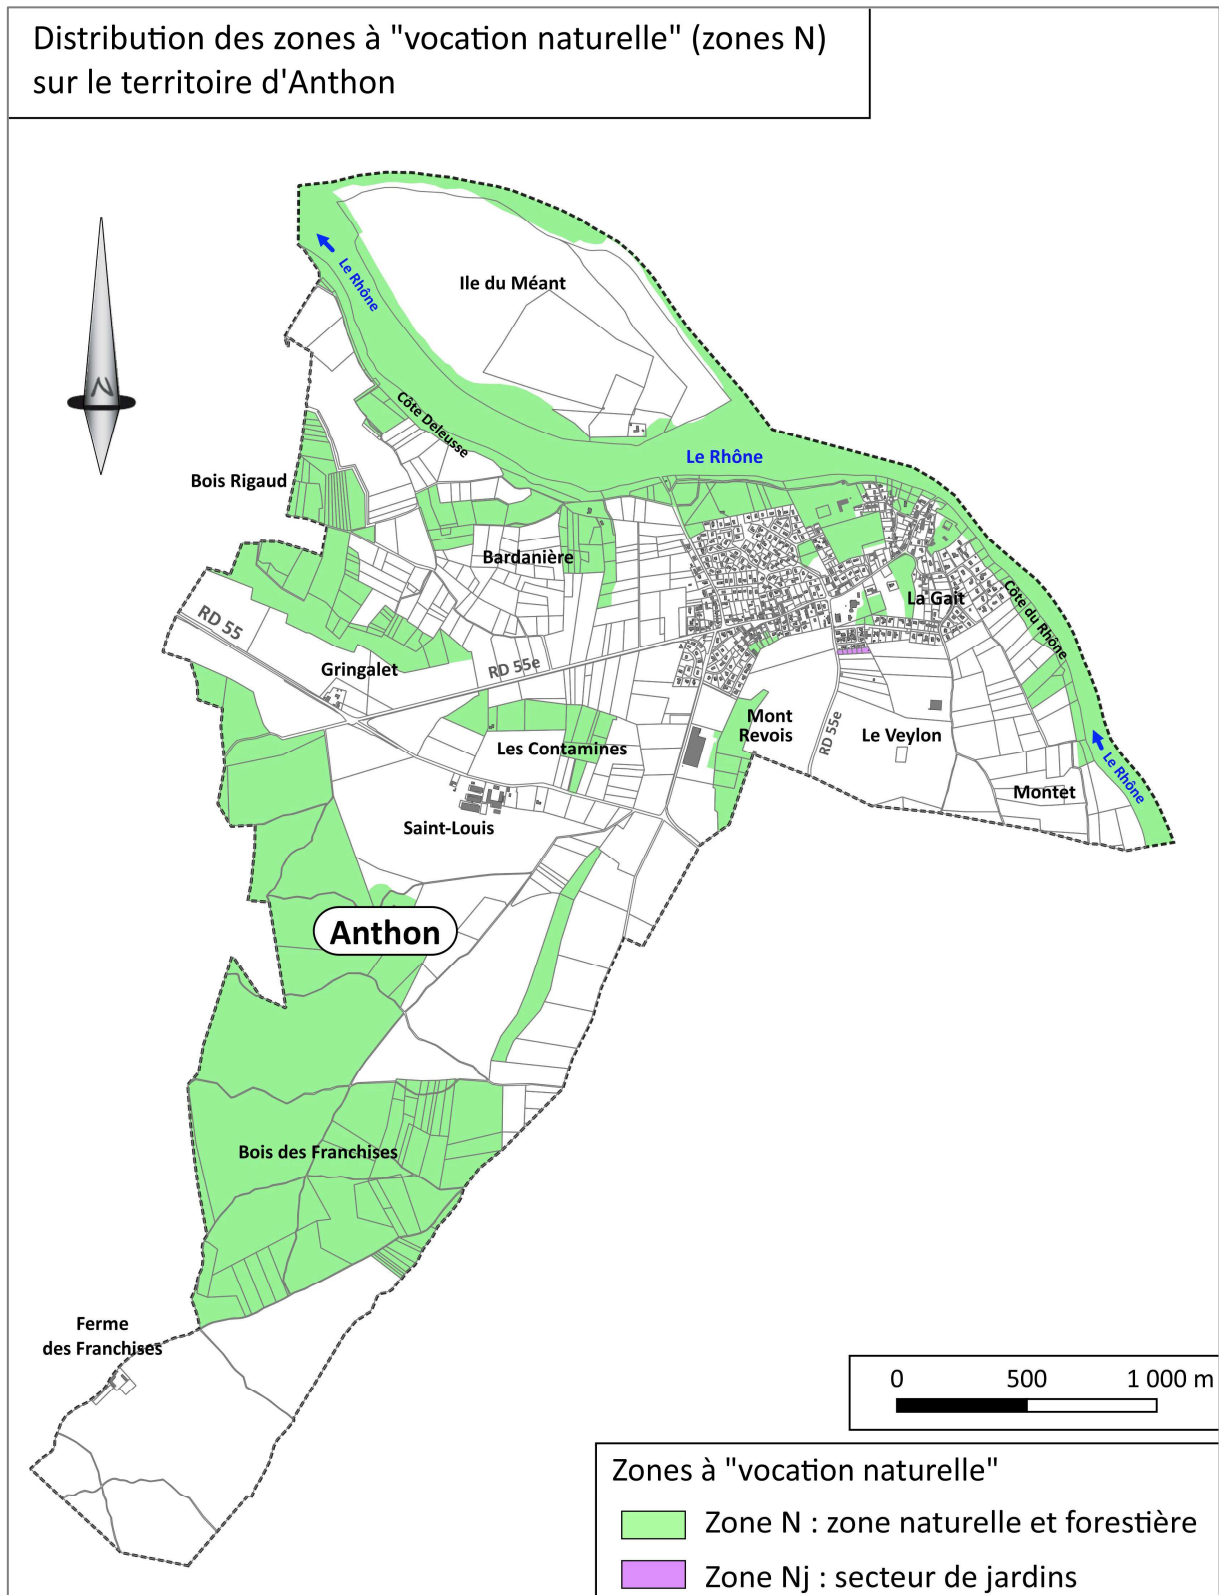 Distribution des zones à "vocation naturelle" (zones N)
sur le territoire d'Anthon
N
Le Rhône
Ile du Méant
Côte Deleusse
Le Rhône
Bois Rigaud
Bardanière
La Gait
Côte du Rhône
RD 55
Gringalet
RD 55e
Mont
Revois
RD 55e
Le Veylon
Les Contamines
Le Rhône
Montet
Saint-Louis
Anthon
Bois des Franchises
Ferme
des Franchises
0 500 1 000 m
Zones à "vocation naturelle"
Zone N : zone naturelle et forestière
Zone Nj : secteur de jardins